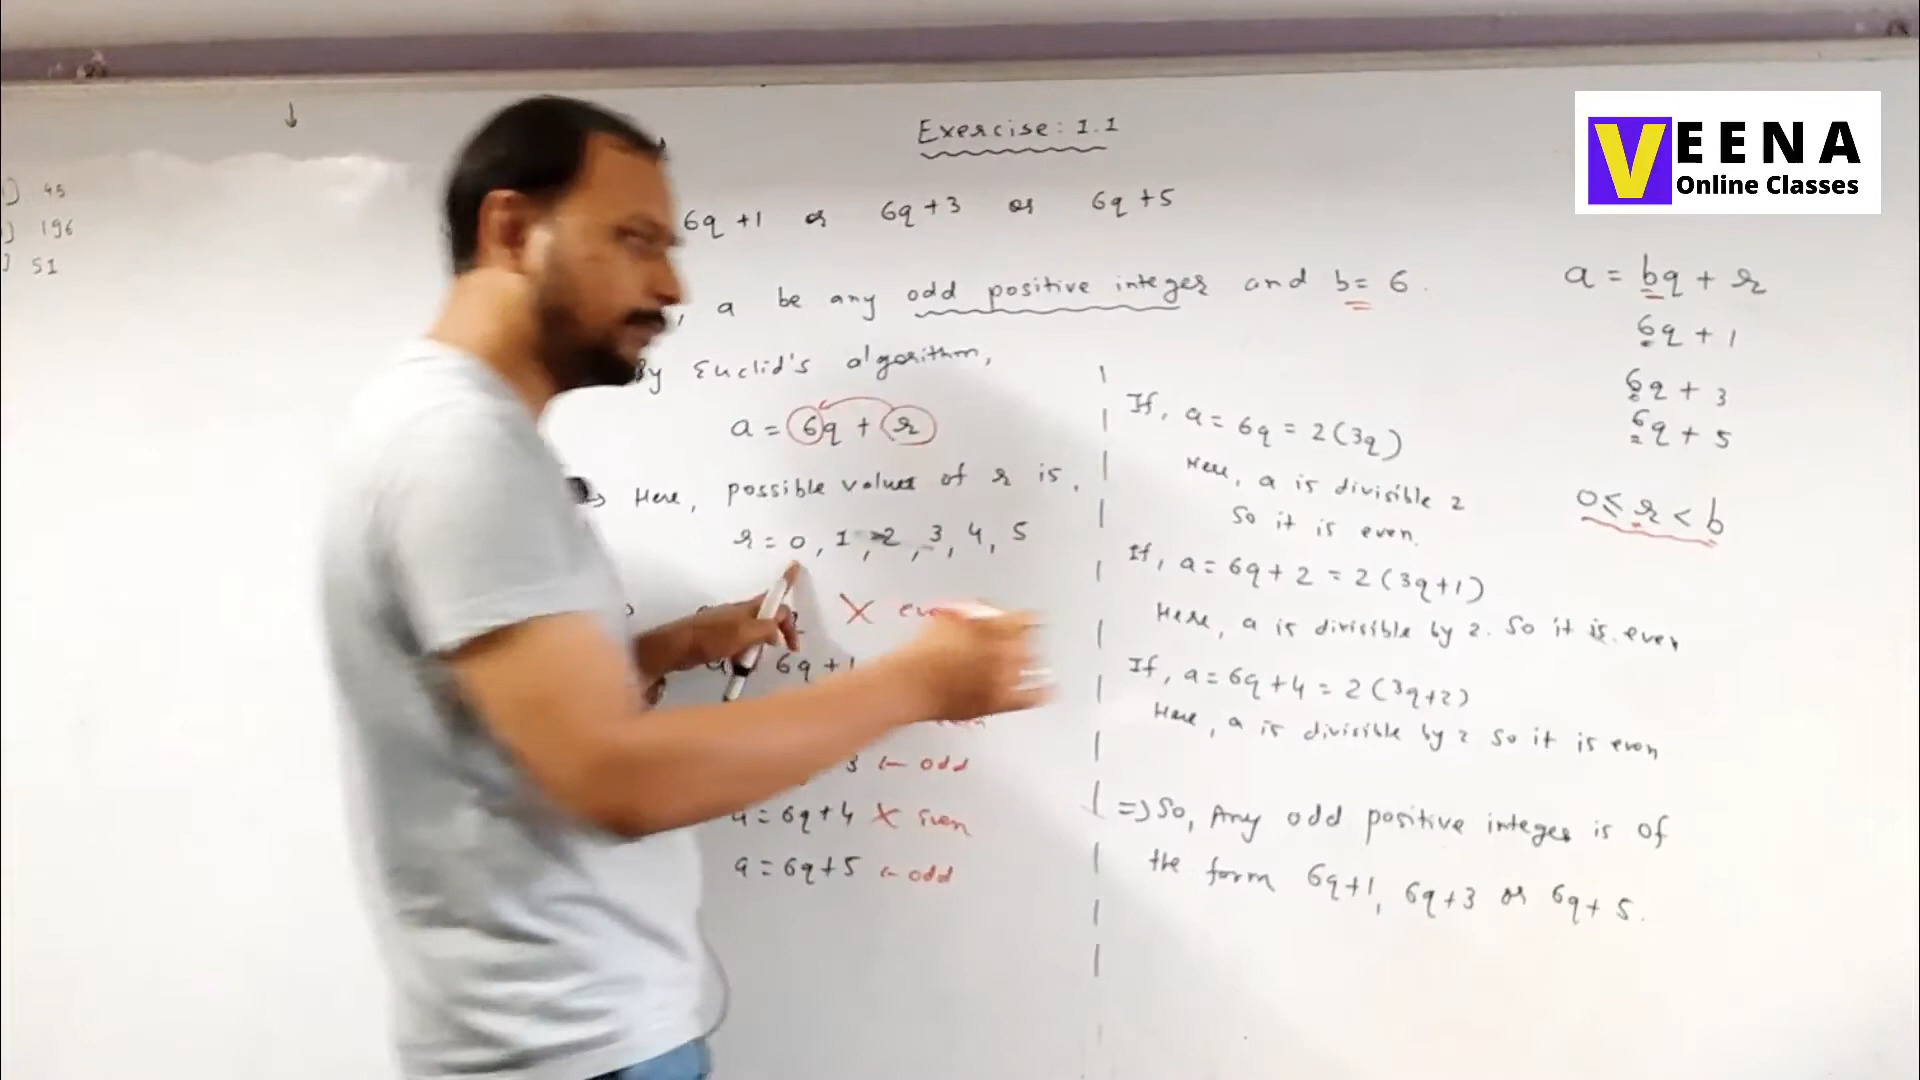 Exercise: 1.1
45
196
51
6q +1 or 6q +3 or 6q +5
, a be any odd positive integer and b = 6.
By Euclid's algorithm,
a = 6q + r
Here, possible values of r is,
r = 0, 1, 2, 3, 4, 5
X
6q +1
3 ← odd
a = 6q+4 X Even
a = 6q+5 ← odd
If, a = 6q = 2(3q)
Here, a is divisible 2
So it is even.
If, a = 6q + 2 = 2(3q+1)
Here, a is divisible by 2. So it is even
If, a = 6q+4 = 2(3q+2)
Here, a is divisible by 2 so it is even
=> So, Any odd positive integer is of
the form 6q+1, 6q+3 or 6q+5.
VEENA
Online Classes
a = bq + r
6q + 1
6q + 3
6q + 5
0 ≤ r < b